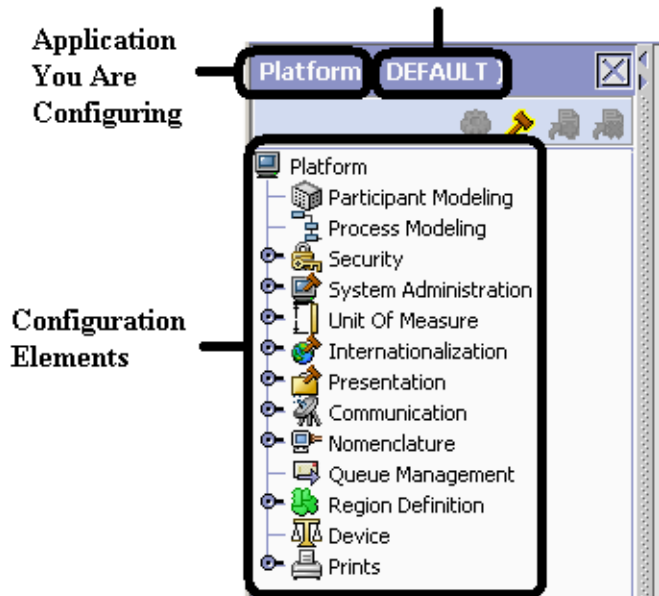 Application
You Are
Configuring
Platform DEFAULT )
Platform
Participant Modeling
Process Modeling
Security
System Administration
Unit Of Measure
Internationalization
Presentation
Communication
Nomenclature
Queue Management
Region Definition
Device
Prints
Configuration
Elements